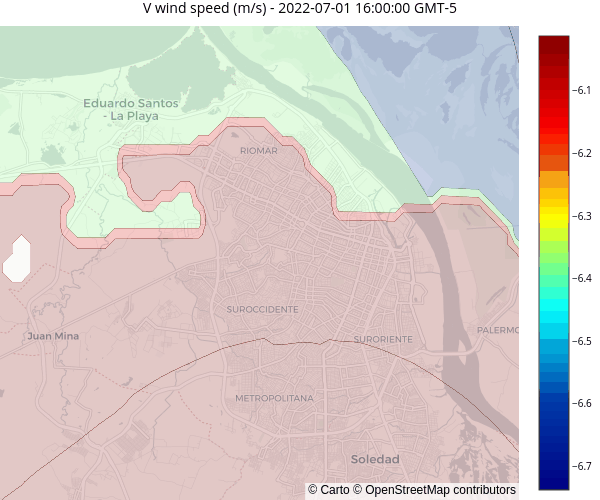 V wind speed (m/s) - 2022-07-01 16:00:00 GMT-5
Eduardo Santos
- La Playa
RIOMAR
SUROCCIDENTE
Juan Mina
SURORIENTE
PALERMO
METROPOLITANA
Soledad
© Carto © OpenStreetMap contributors
−6.1
−6.2
−6.3
−6.4
−6.5
−6.6
−6.7